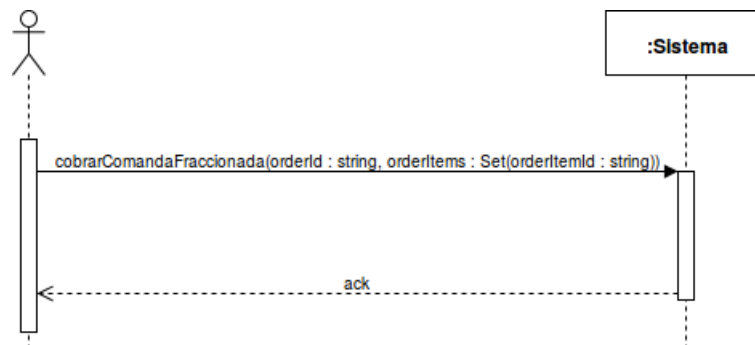 :Sistema
cobrarComandaFraccionada(orderId : string, orderItems : Set(orderItemId : string))
ack